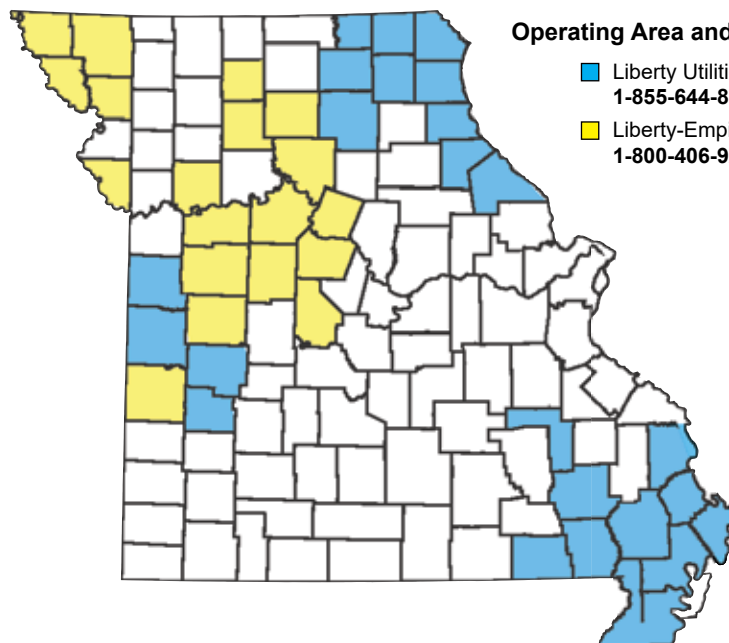 Operating Area and
Liberty Utiliti
1-855-644-8
Liberty-Empi
1-800-406-9